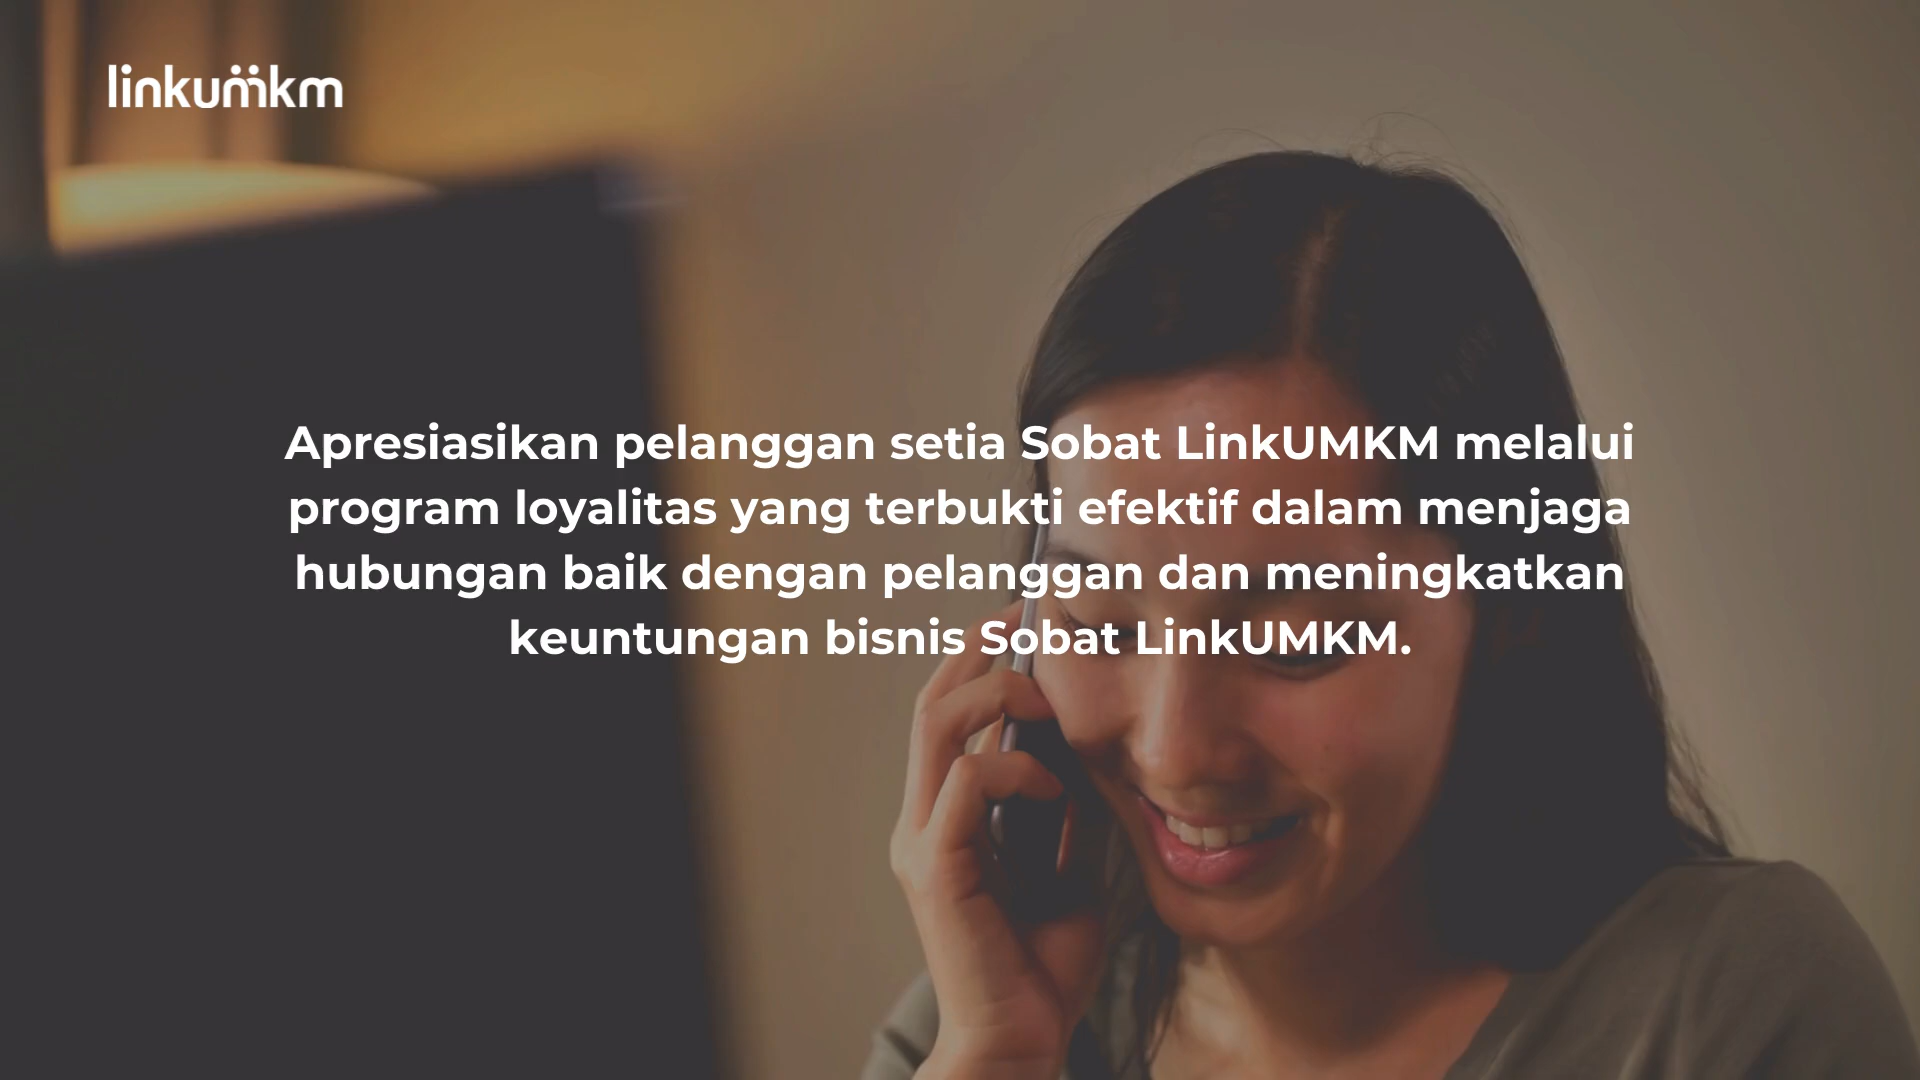 linkumkm
Apresiasikan pelanggan setia Sobat LinkUMKM melalui
program loyalitas yang terbukti efektif dalam menjaga
hubungan baik dengan pelanggan dan meningkatkan
keuntungan bisnis Sobat LinkUMKM.